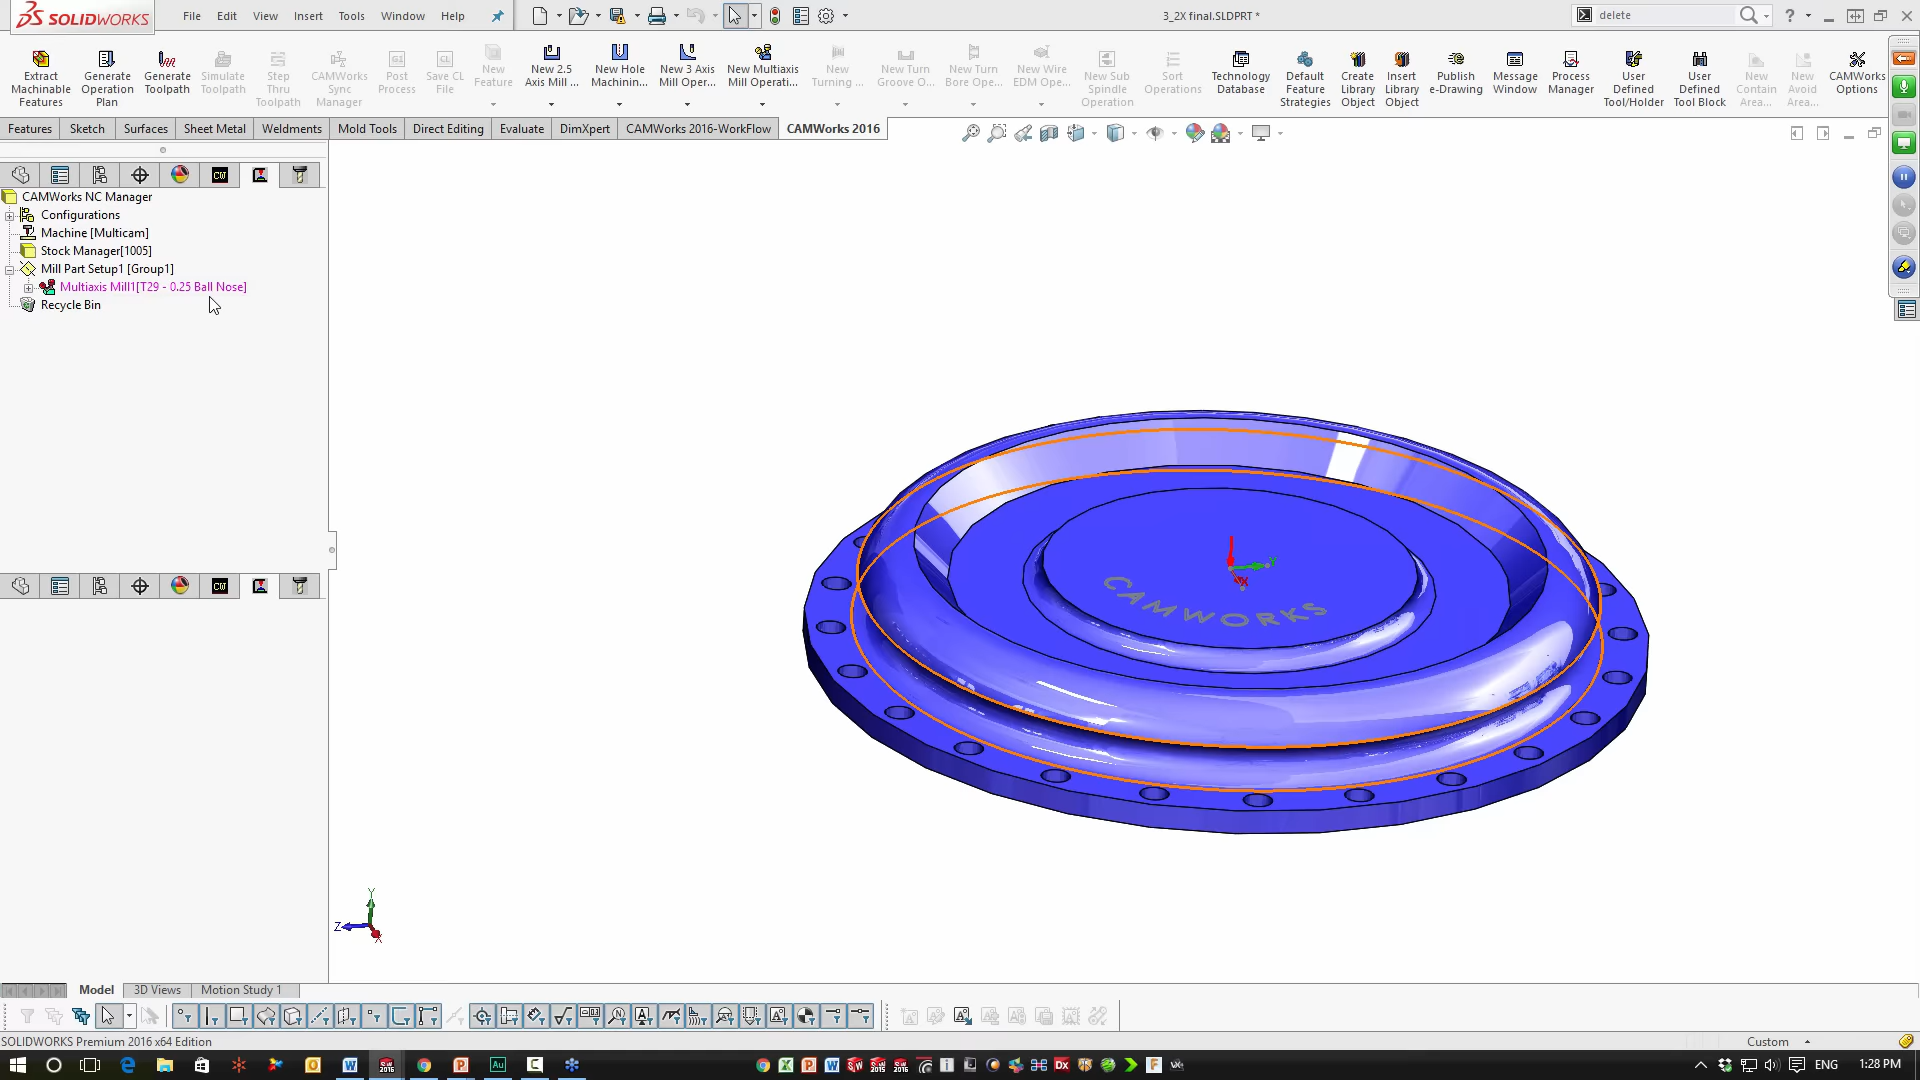 SOLIDWORKS
File Edit View Insert Tools Window Help
3_2X final.SLDPRT *
delete
Extract Machinable Features
Generate Operation Plan
Generate Toolpath
Simulate Toolpath
Step Thru Toolpath
CAMWorks Sync Manager
Post Process
Save CL File
New Feature
New 2.5 Axis Mill ...
New Hole Machinin...
New 3 Axis Mill Oper...
New Multiaxis Mill Operati...
New Turning ...
New Turn Groove O...
New Turn Bore Ope...
New Wire EDM Ope...
New Sub Spindle Operation
Sort Operations
Technology Database
Default Feature Strategies
Create Library Object
Insert Library Object
Publish e-Drawing
Message Window
Process Manager
User Defined Tool/Holder
User Defined Tool Block
New Contain Area...
New Avoid Area...
CAMWorks Options
Features Sketch Surfaces Sheet Metal Weldments Mold Tools Direct Editing Evaluate DimXpert CAMWorks 2016-WorkFlow CAMWorks 2016
CAMWorks NC Manager
Configurations
Machine [Multicam]
Stock Manager[1005]
Mill Part Setup1 [Group1]
Multiaxis Mill1[T29 - 0.25 Ball Nose]
Recycle Bin
CAMWORKS
Y
X
Y
Z
X
Model 3D Views Motion Study 1
SOLIDWORKS Premium 2016 x64 Edition
Custom
ENG
1:28 PM